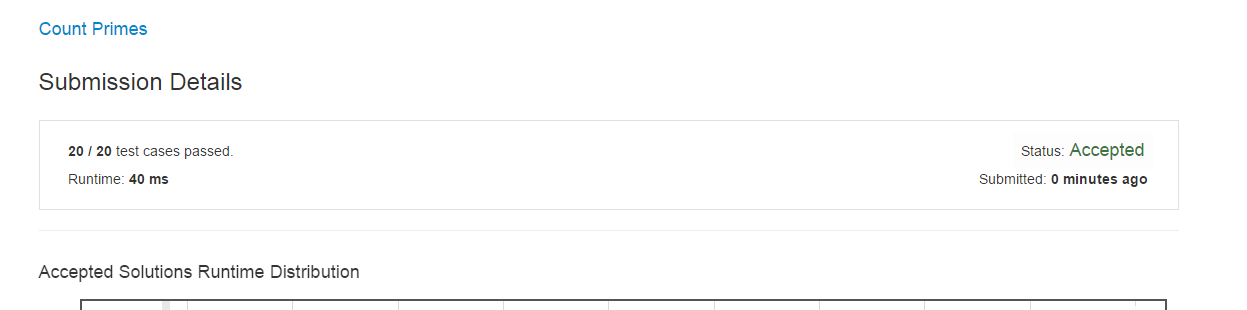 Count Primes
Submission Details
20 / 20 test cases passed.
Status: Accepted
Runtime: 40 ms
Submitted: 0 minutes ago
Accepted Solutions Runtime Distribution